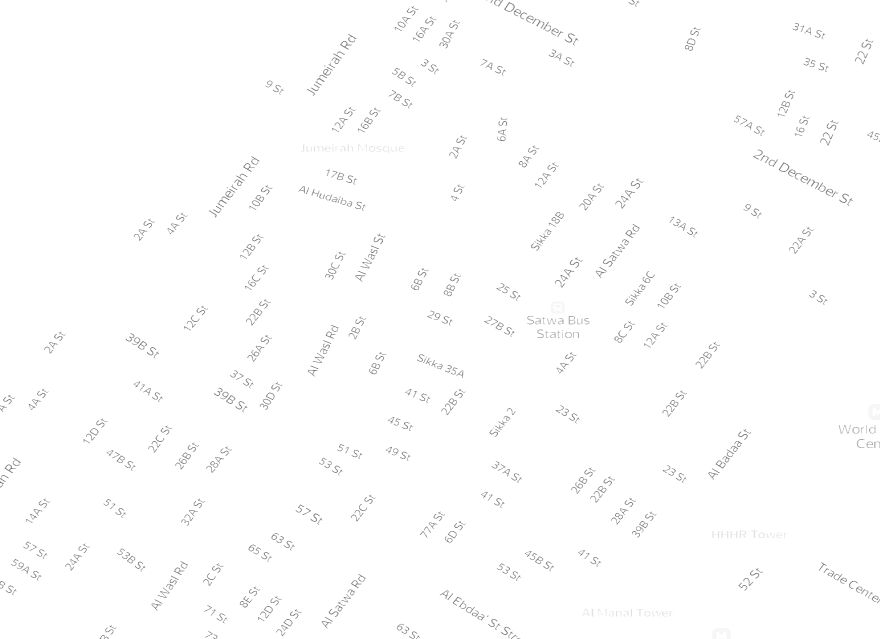 10A St
16A St
30A St
2nd December St
3A St
7A St
3 St
5B St
7B St
9 St
Jumeirah Rd
8D St
31A St
22 St
35 St
12B St
16 St
22 St
57A St
2nd December St
12A St
16B St
Jumeirah Mosque
2A St
6A St
8A St
12A St
17B St
Al Hudaiba St
Jumeirah Rd
10B St
4 St
20A St
24A St
Sikka 18B
Al Satwa Rd
13A St
9 St
22A St
2A St
4A St
12B St
30C St
Al Wasl St
16C St
6B St
8B St
24A St
25 St
Sikka 6C
10B St
3 St
12C St
22B St
29 St
27B St
Satwa Bus
Station
8C St
12A St
2A St
39B St
26A St
Al Wasl Rd
2B St
6B St
Sikka 35A
4A St
22B St
37 St
41A St
39B St
30D St
41 St
22B St
4A St
23 St
22B St
Sikka 2
45 St
12D St
22C St
47B St
26B St
28A St
51 St
53 St
49 St
37A St
World
Cen
Al Badaa St
23 St
26B St
22B St
41 St
28A St
39B St
14A St
51 St
32A St
57 St
22C St
77A St
6D St
HHHR Tower
57 St
59A St
24A St
53B St
63 St
65 St
2C St
Al Wasl Rd
45B St
53 St
41 St
52 St
Trade Center
8E St
12D St
71 St
24D St
Al Satwa Rd
Al Ebdaa' St
63 St
Al Manal Tower